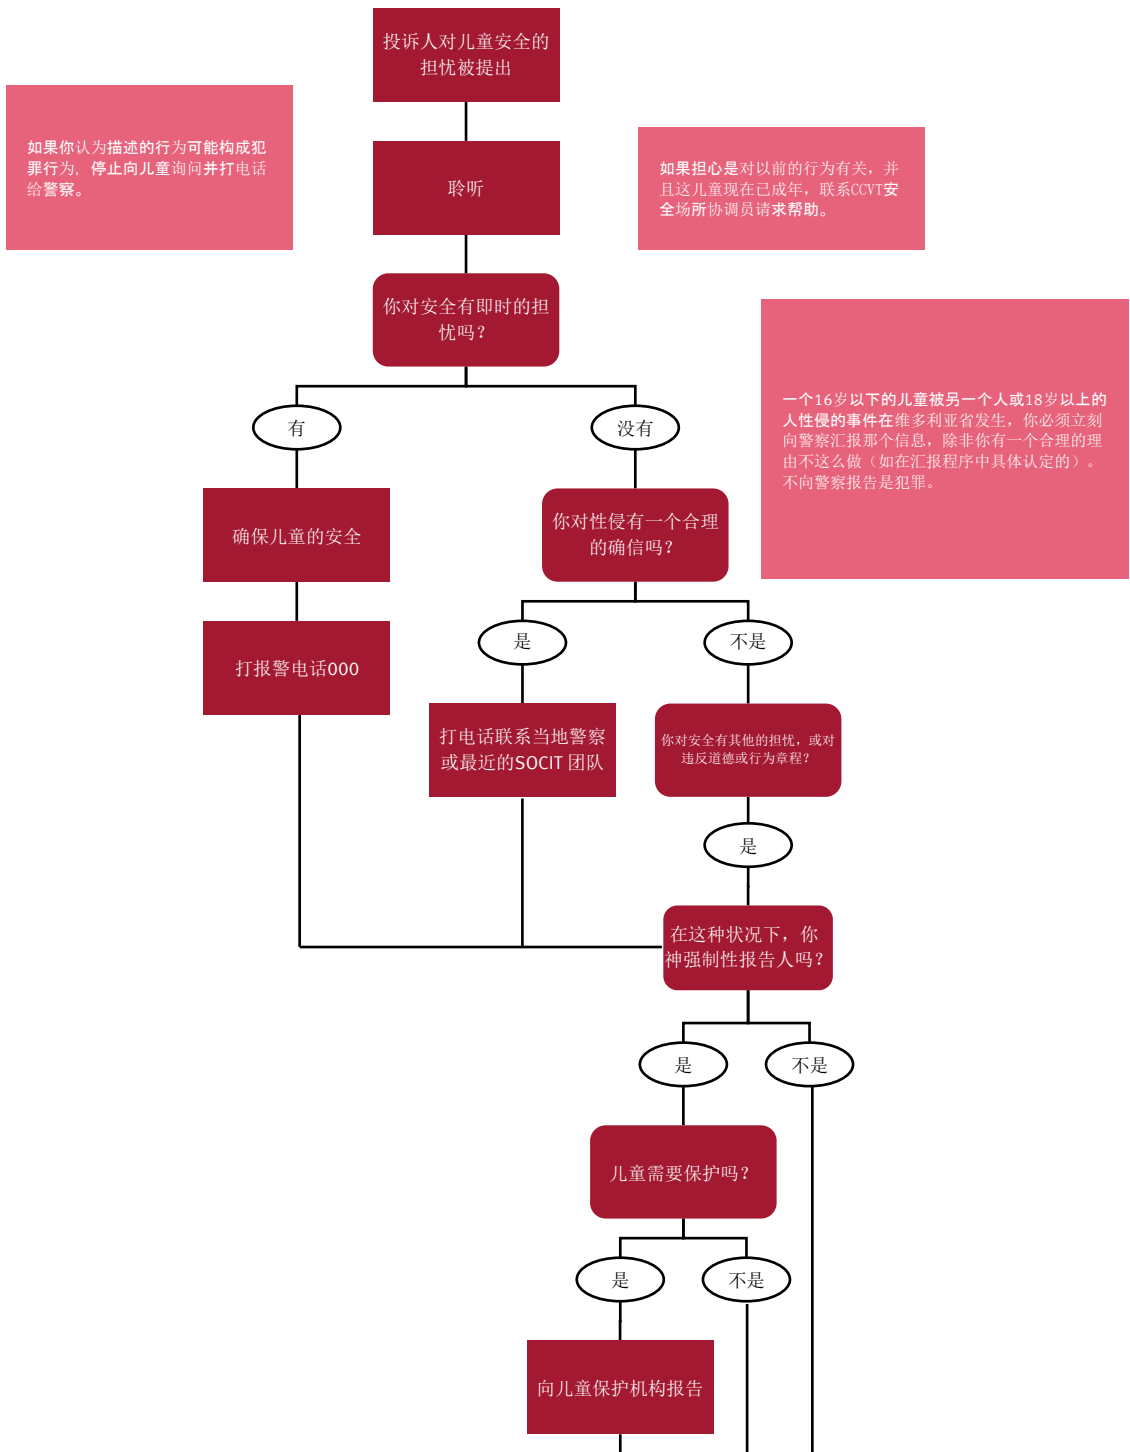 投诉人对儿童安全的
担忧被提出
如果你认为描述的行为可能构成犯
罪行为，停止向儿童询问并打电话
给警察。
聆听
如果担心是对以前的行为有关，并
且这儿童现在已成年，联系CCVT安
全场所协调员请求帮助。
你对安全有即时的担
忧吗？
一个16岁以下的儿童被另一个人或18岁以上的
人性侵的事件在维多利亚省发生，你必须立刻
向警察汇报那个信息，除非你有一个合理的理
由不这么做（如在汇报程序中具体认定的）。
不向警察报告是犯罪。
有
没有
确保儿童的安全
你对性侵有一个合理
的确信吗？
打报警电话000
是
不是
打电话联系当地警察
或最近的SOCIT 团队
你对安全有其他的担忧，或对
违反道德或行为章程？
是
在这种状况下，你
神强制性报告人吗？
是
不是
儿童需要保护吗？
是
不是
向儿童保护机构报告